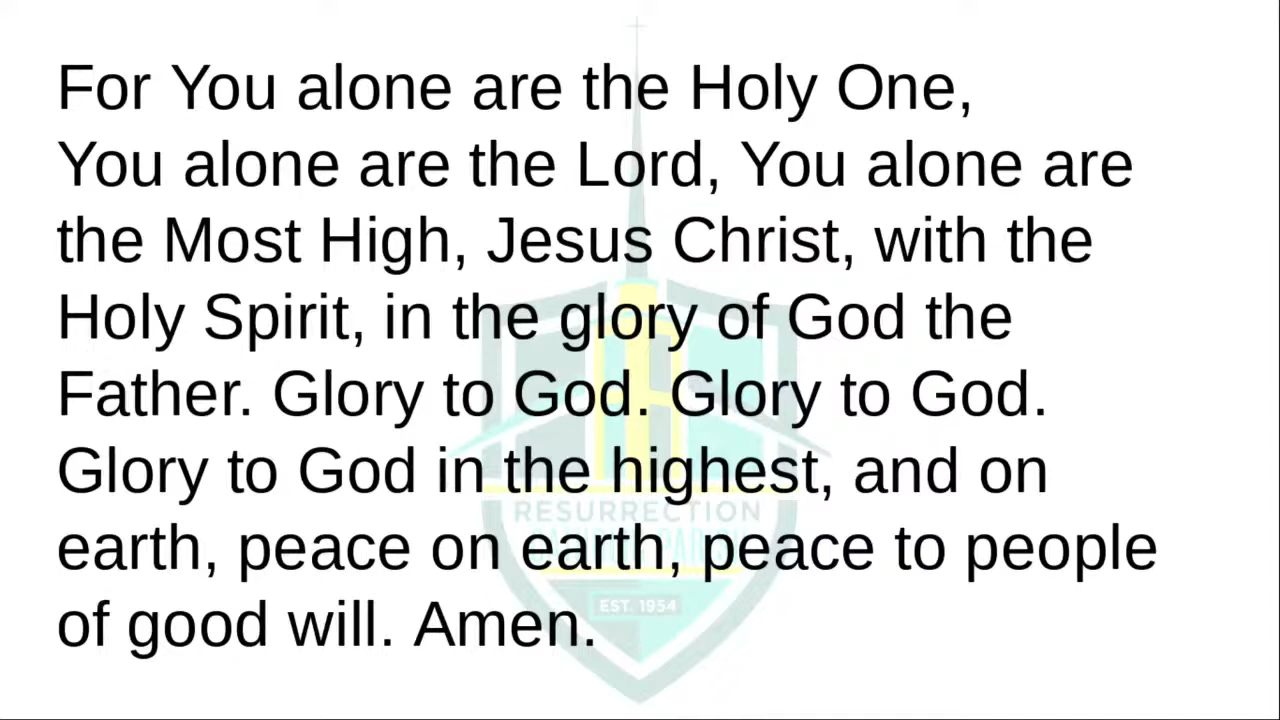 For You alone are the Holy One,
You alone are the Lord, You alone are
the Most High, Jesus Christ, with the
Holy Spirit, in the glory of God the
Father. Glory to God. Glory to God.
Glory to God in the highest, and on
RESURRECTION
earth, peace on earth, peace to people
PARISH
EST. 1954
of good will. Amen.